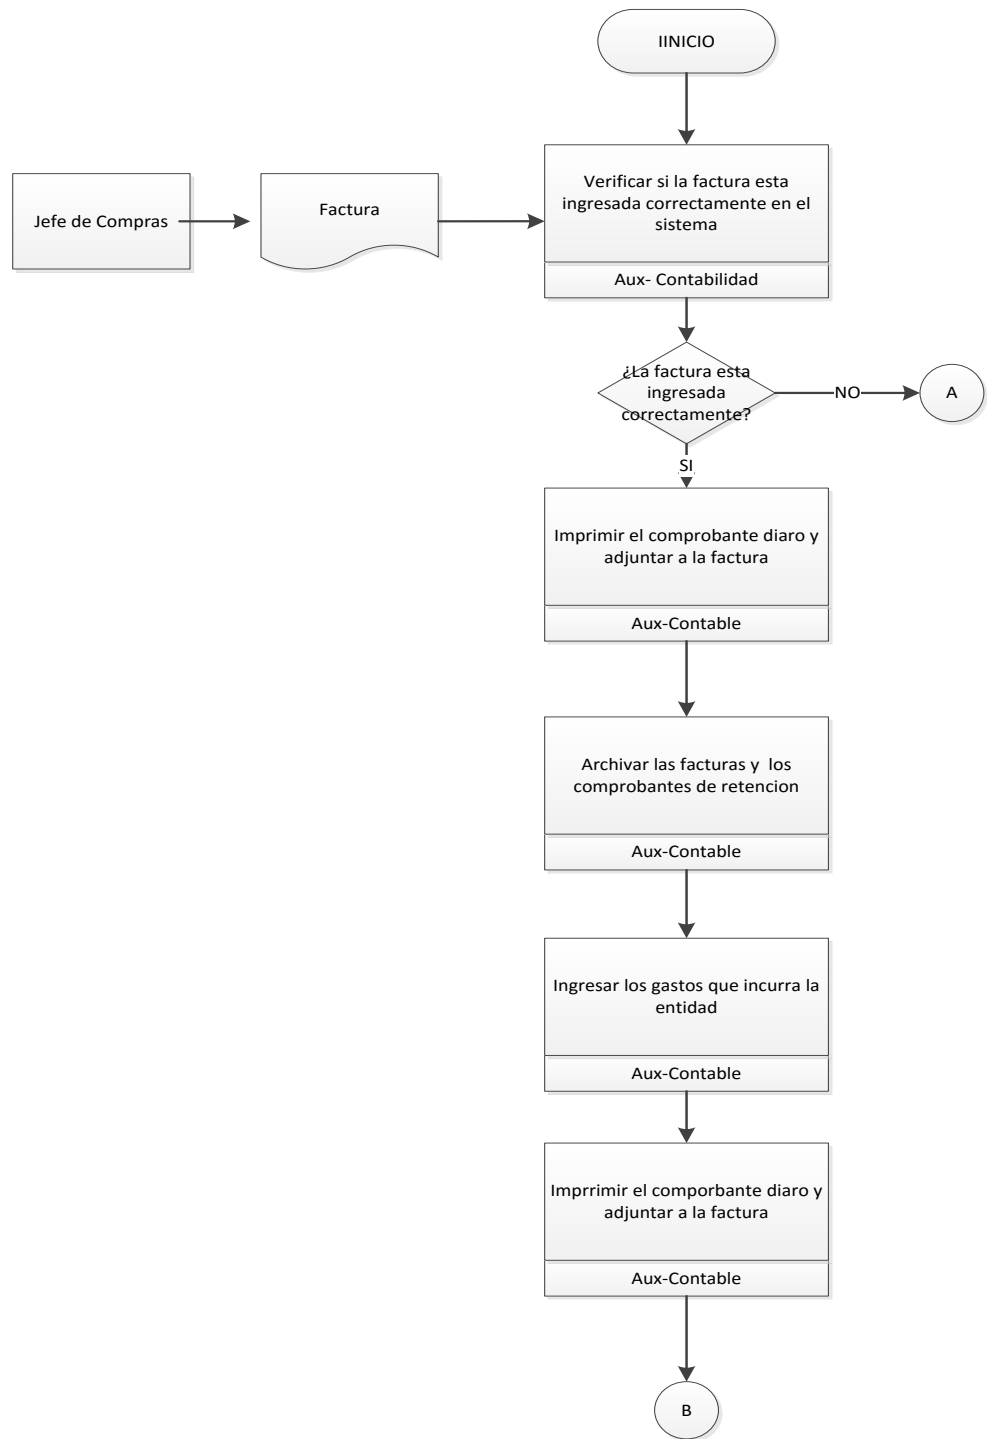 IINICIO
Jefe de Compras
Factura
Verificar si la factura esta
ingresada correctamente en el
sistema
Aux- Contabilidad
¿La factura esta
ingresada
correctamente?
NO
A
SI
Imprimir el comprobante diaro y
adjuntar a la factura
Aux-Contable
Archivar las facturas y los
comprobantes de retencion
Aux-Contable
Ingresar los gastos que incurra la
entidad
Aux-Contable
Imprrimir el comporbante diaro y
adjuntar a la factura
Aux-Contable
B